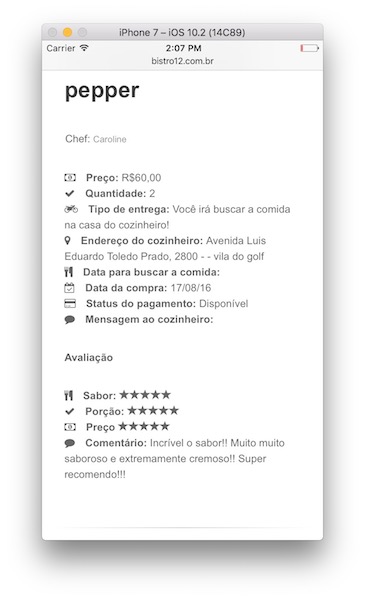 iPhone 7 – iOS 10.2 (14C89)
Carrier 2:07 PM
bistro12.com.br
pepper
Chef: Caroline
Preço: R$60,00
Quantidade: 2
Tipo de entrega: Você irá buscar a comida
na casa do cozinheiro!
Endereço do cozinheiro: Avenida Luis
Eduardo Toledo Prado, 2800 - - vila do golf
Data para buscar a comida:
Data da compra: 17/08/16
Status do pagamento: Disponível
Mensagem ao cozinheiro:
Avaliação
Sabor: ★★★★★
Porção: ★★★★★
Preço ★★★★★
Comentário: Incrível o sabor!! Muito muito
saboroso e extremamente cremoso!! Super
recomendo!!!